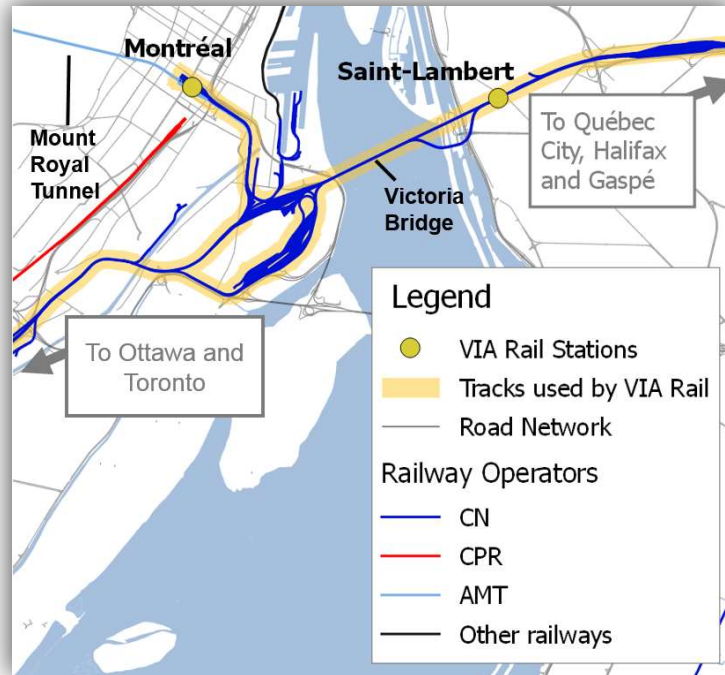 Montréal
Saint-Lambert
Mount
Royal
Tunnel
To Québec
City, Halifax
and Gaspé
Victoria
Bridge
To Ottawa and
Toronto
Legend
VIA Rail Stations
Tracks used by VIA Rail
Road Network
Railway Operators
CN
CPR
AMT
Other railways